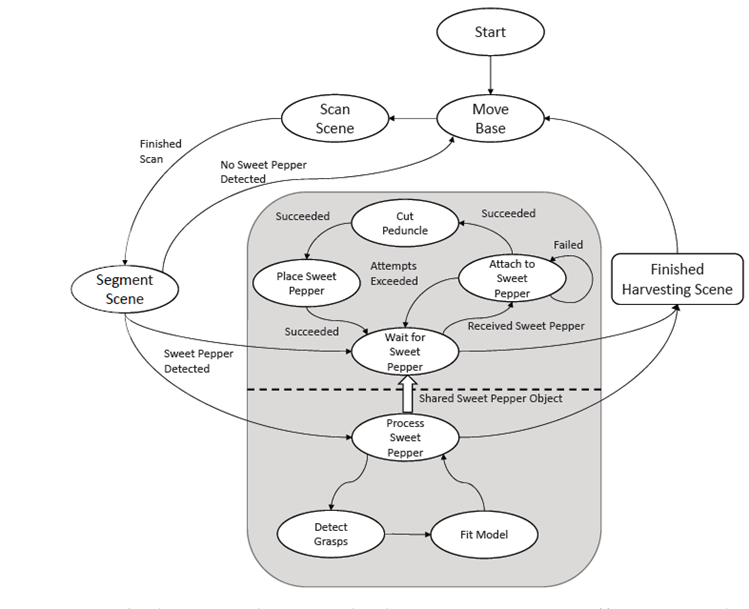 Start
Scan
Scene
Move
Base
Finished
Scan
No Sweet Pepper
Detected
Succeeded
Cut
Peduncle
Succeeded
Failed
Segment
Scene
Place Sweet
Pepper
Attempts
Exceeded
Attach to
Sweet
Pepper
Finished
Harvesting Scene
Succeeded
Received Sweet Pepper
Wait for
Sweet
Pepper
Sweet Pepper
Detected
Shared Sweet Pepper Object
Process
Sweet
Pepper
Detect
Grasps
Fit Model